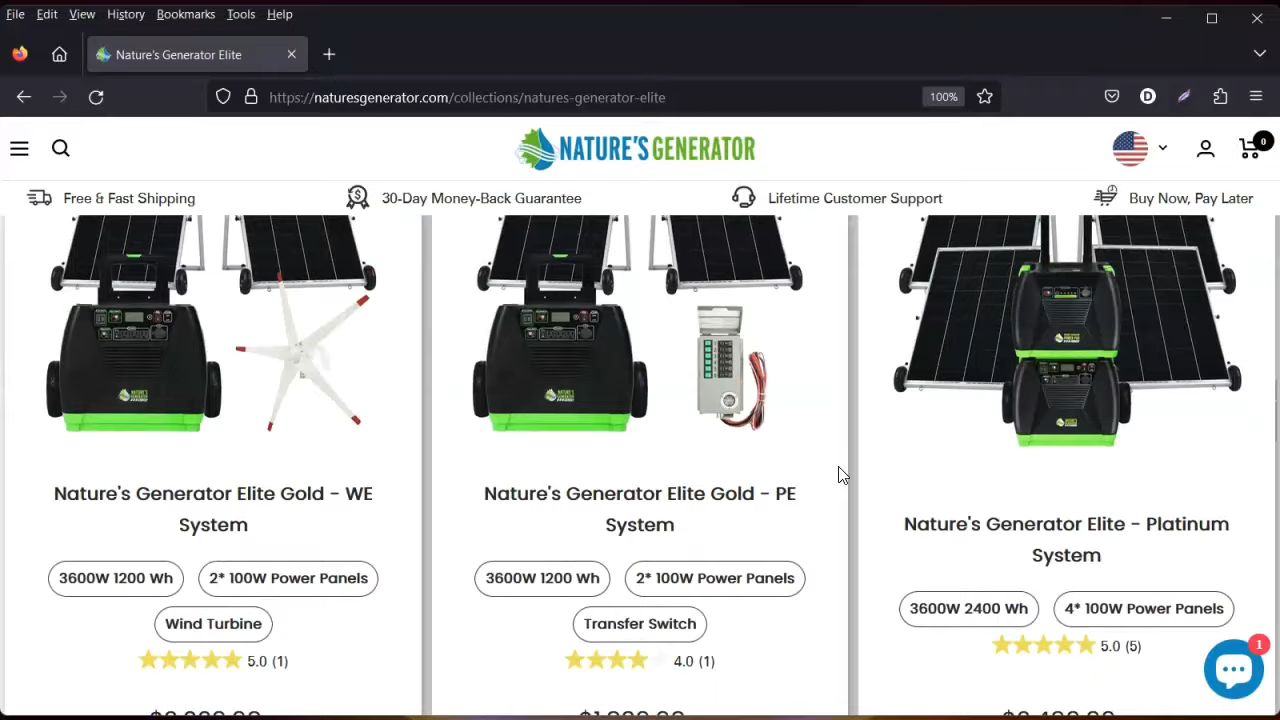 File Edit View History Bookmarks Tools Help
Nature's Generator Elite
https://naturesgenerator.com/collections/natures-generator-elite
100%
NATURE'S GENERATOR
0
Free & Fast Shipping
30-Day Money-Back Guarantee
Lifetime Customer Support
Buy Now, Pay Later
Nature's Generator Elite Gold - WE
System
3600W 1200 Wh
2* 100W Power Panels
Wind Turbine
5.0 (1)
Nature's Generator Elite Gold - PE
System
3600W 1200 Wh
2* 100W Power Panels
Transfer Switch
4.0 (1)
Nature's Generator Elite - Platinum
System
3600W 2400 Wh
4* 100W Power Panels
5.0 (5)
1